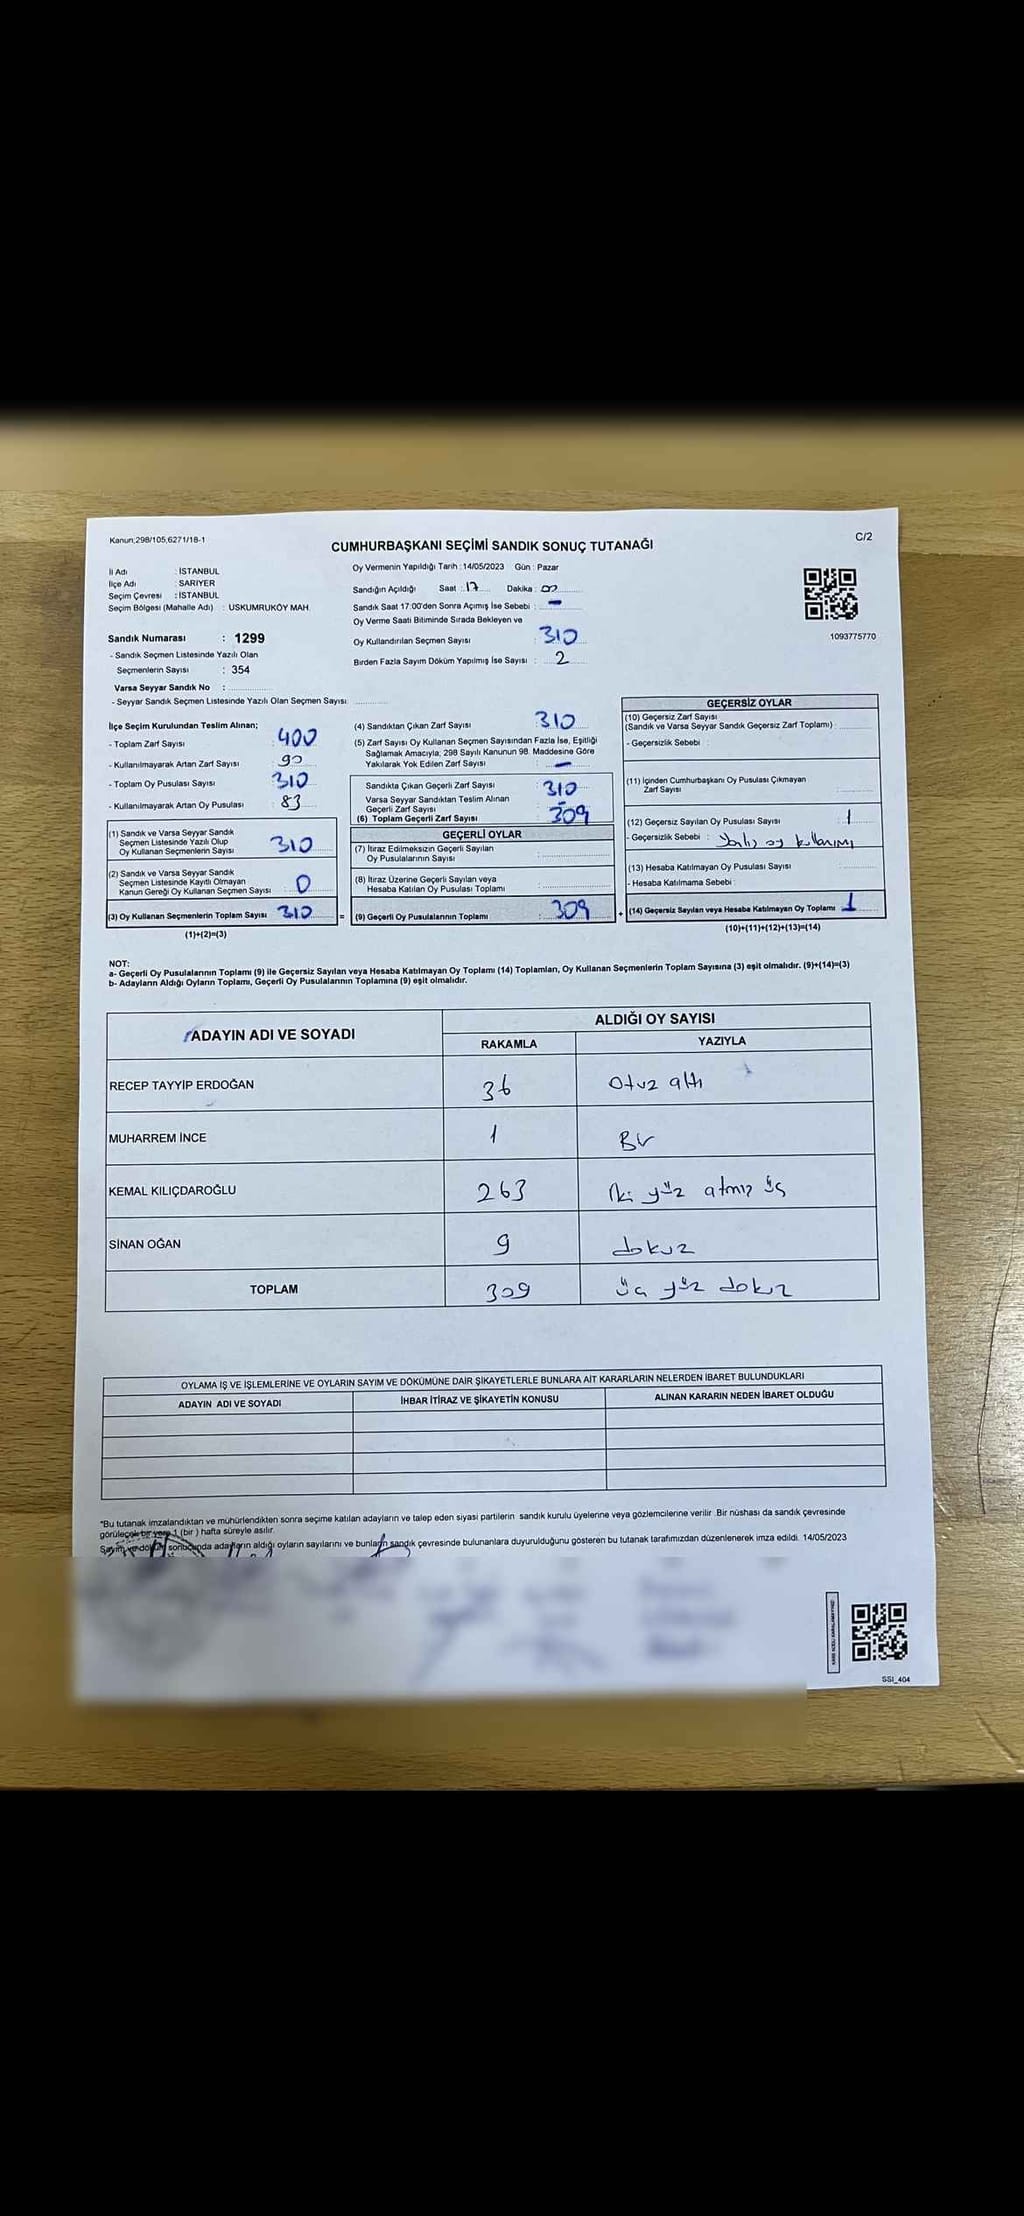 Kanun;298/105,6271/18-1
C/2
CUMHURBAŞKANI SEÇİMİ SANDIK SONUÇ TUTANAĞI
İl Adı : İSTANBUL
İlçe Adı : SARIYER
Seçim Çevresi : İSTANBUL
Seçim Bölgesi (Mahalle Adı) : USKUMRUKÖY MAH.
Oy Vermenin Yapıldığı Tarih : 14/05/2023 Gün : Pazar
Sandığın Açıldığı Saat : 17 Dakika : 00
Sandık Saat 17:00'den Sonra Açımış İse Sebebi : -
Oy Verme Saati Bitiminde Sırada Bekleyen ve
Oy Kullandırılan Seçmen Sayısı 310
Birden Fazla Sayım Döküm Yapılmış İse Sayısı : 2
1093775770
Sandık Numarası : 1299
- Sandık Seçmen Listesinde Yazılı Olan
Seçmenlerin Sayısı : 354
Varsa Seyyar Sandık No :
- Seyyar Sandık Seçmen Listesinde Yazılı Olan Seçmen Sayısı:
İlçe Seçim Kurulundan Teslim Alınan;
- Toplam Zarf Sayısı : 400
- Kullanılmayarak Artan Zarf Sayısı : 90
- Toplam Oy Pusulası Sayısı : 310
- Kullanılmayarak Artan Oy Pusulası : 83
(1) Sandık ve Varsa Seyyar Sandık
Seçmen Listesinde Yazılı Olup
Oy Kullanan Seçmenlerin Sayısı : 310
(2) Sandık ve Varsa Seyyar Sandık
Seçmen Listesinde Kayıtlı Olmayan
Kanun Gereği Oy Kullanan Seçmen Sayısı : 0
(3) Oy Kullanan Seçmenlerin Toplam Sayısı : 310 =
(1)+(2)=(3)
(4) Sandıktan Çıkan Zarf Sayısı 310
(5) Zarf Sayısı Oy Kullanan Seçmen Sayısından Fazla İse, Eşitliği
Sağlamak Amacıyla, 298 Sayılı Kanunun 98. Maddesine Göre
Yakılarak Yok Edilen Zarf Sayısı : -
Sandıkta Çıkan Geçerli Zarf Sayısı : 310
Varsa Seyyar Sandıktan Teslim Alınan
Geçerli Zarf Sayısı : -
(6) Toplam Geçerli Zarf Sayısı : 309
GEÇERLİ OYLAR
(7) İtiraz Edilmeksizin Geçerli Sayılan
Oy Pusulalarının Sayısı :
(8) İtiraz Üzerine Geçerli Sayılan veya
Hesaba Katılan Oy Pusulası Toplamı :
(9) Geçerli Oy Pusulalarının Toplamı : 309 +
GEÇERSİZ OYLAR
(10) Geçersiz Zarf Sayısı
(Sandık ve Varsa Seyyar Sandık Geçersiz Zarf Toplamı) :
- Geçersizlik Sebebi :
(11) İçinden Cumhurbaşkanı Oy Pusulası Çıkmayan
Zarf Sayısı :
(12) Geçersiz Sayılan Oy Pusulası Sayısı : 1
- Geçersizlik Sebebi : Yanlış oy kullanımı
(13) Hesaba Katılmayan Oy Pusulası Sayısı :
- Hesaba Katılmama Sebebi :
(14) Geçersiz Sayılan veya Hesaba Katılmayan Oy Toplamı : 1
(10)+(11)+(12)+(13)=(14)
NOT:
a- Geçerli Oy Pusulalarının Toplamı (9) ile Geçersiz Sayılan veya Hesaba Katılmayan Oy Toplamı (14) Toplamları, Oy Kullanan Seçmenlerin Toplam Sayısına (3) eşit olmalıdır. (9)+(14)=(3)
b- Adayların Aldığı Oyların Toplamı, Geçerli Oy Pusulalarının Toplamına (9) eşit olmalıdır.
ADAYIN ADI VE SOYADI
ALDIĞI OY SAYISI
RAKAMLA YAZIYLA
RECEP TAYYİP ERDOĞAN 36 Otuz altı
MUHARREM İNCE 1 Bir
KEMAL KILIÇDAROĞLU 263 İki yüz atmış üç
SİNAN OĞAN 9 dokuz
TOPLAM 309 üç yüz dokuz
OYLAMA İŞ VE İŞLEMLERİNE VE OYLARIN SAYIM VE DÖKÜMÜNE DAİR ŞİKAYETLERLE BUNLARA AİT KARARLARIN NELERDEN İBARET BULUNDUKLARI
ADAYIN ADI VE SOYADI İHBAR İTİRAZ VE ŞİKAYETİN KONUSU ALINAN KARARIN NEDEN İBARET OLDUĞU
*Bu tutanak imzalandıktan ve mühürlendikten sonra seçime katılan adayların ve talep eden siyasi partilerin sandık kurulu üyelerine veya gözlemcilerine verilir. Bir nüshası da sandık çevresinde
görülecek bir yere 1 (bir ) hafta süreyle asılır.
Sayım ve döküm sonucunda adayların aldığı oyların sayılarını ve bunların sandık çevresinde bulunanlara duyurulduğunu gösteren bu tutanak tarafımızdan düzenlenerek imza edildi. 14/05/2023
SSI_404